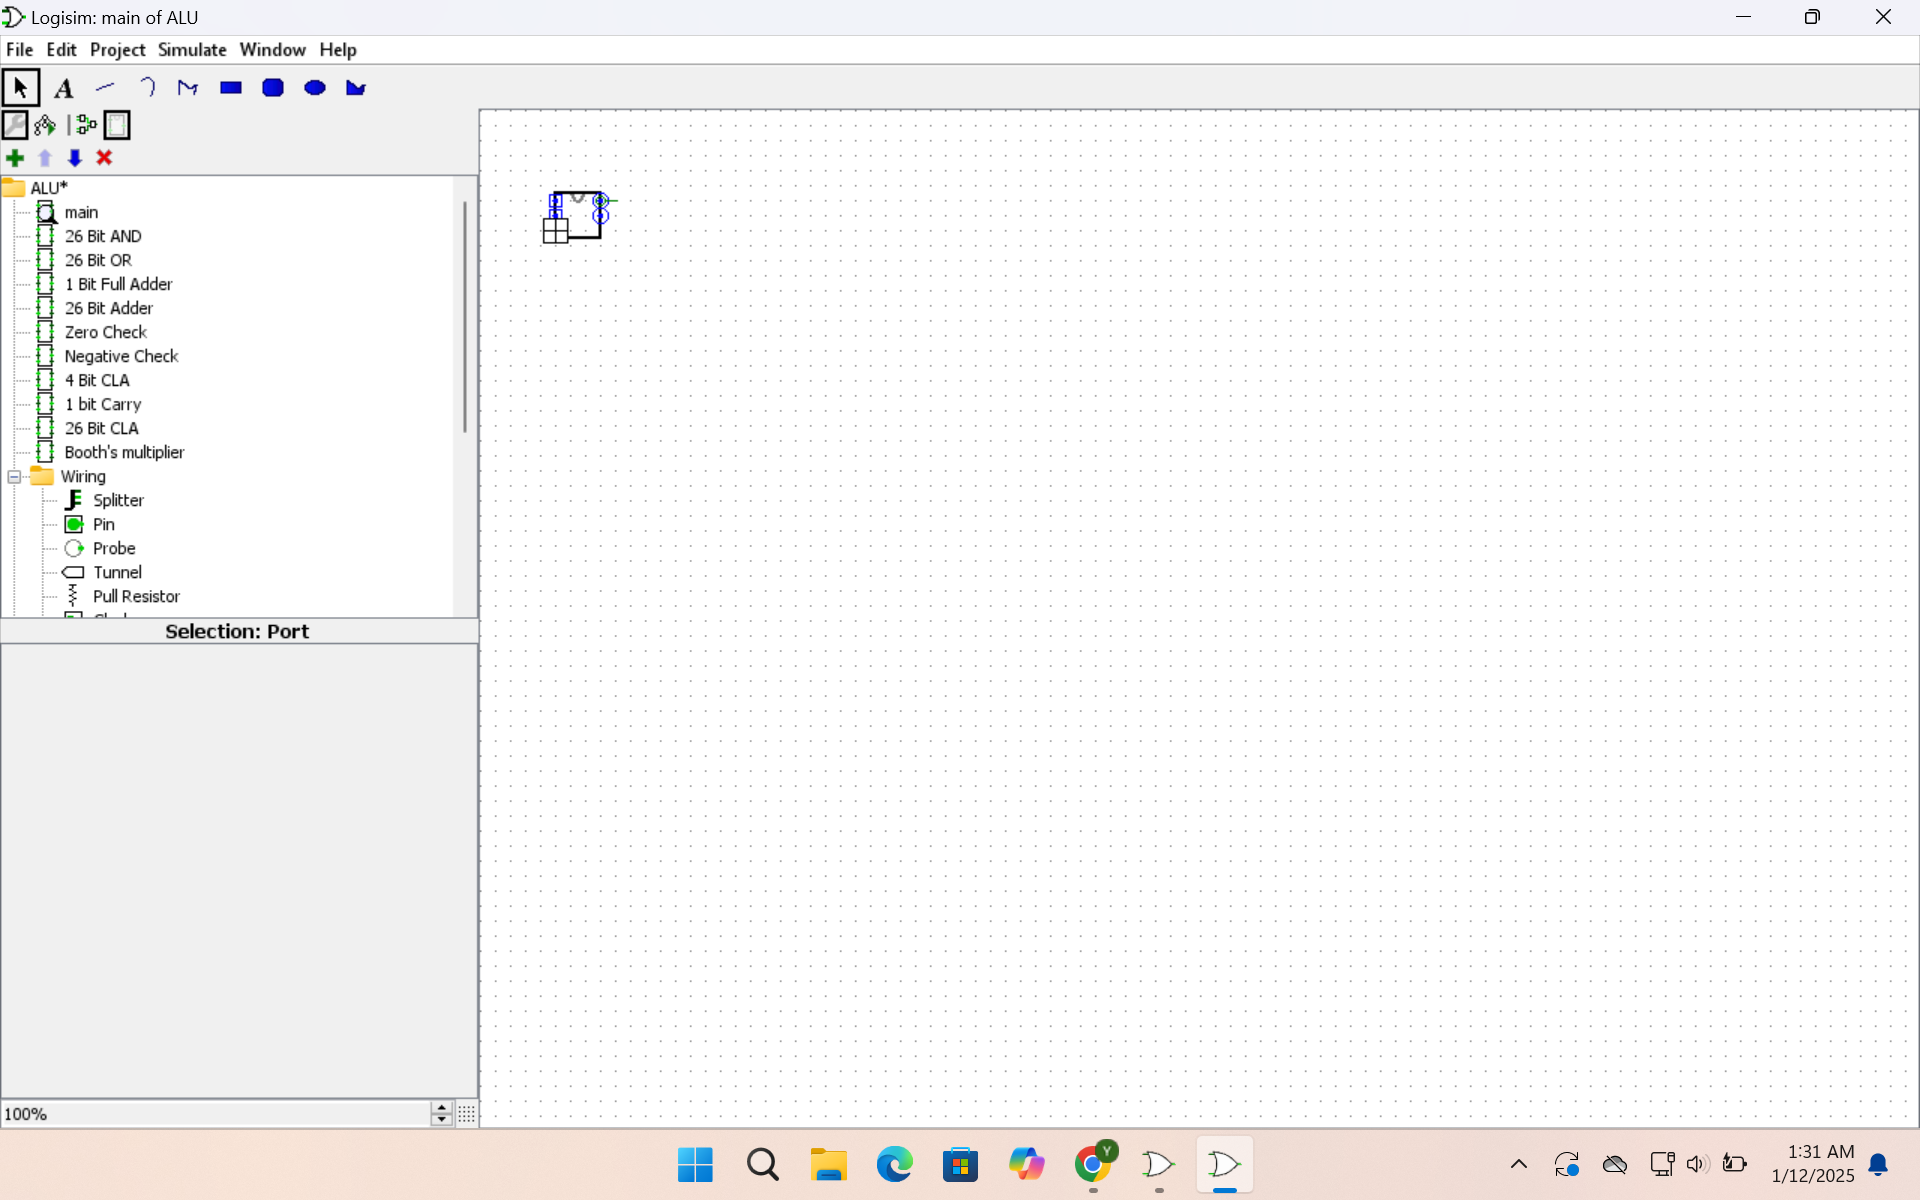 Logisim: main of ALU
File Edit Project Simulate Window Help
A
ALU*
main
26 Bit AND
26 Bit OR
1 Bit Full Adder
26 Bit Adder
Zero Check
Negative Check
4 Bit CLA
1 bit Carry
26 Bit CLA
Booth's multiplier
Wiring
Splitter
Pin
Probe
Tunnel
Pull Resistor
Selection: Port
100%
Y
1:31 AM
1/12/2025